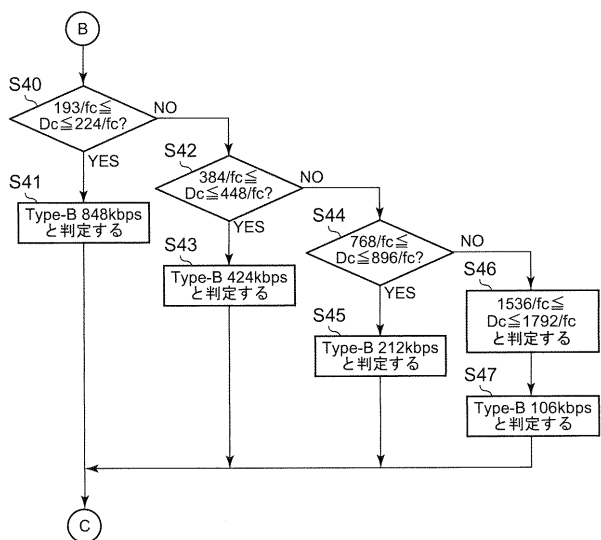 B
S40
193/fc≦
Dc≦224/fc?
NO
YES
S41
Type-B 848kbps
と判定する
S42
384/fc≦
Dc≦448/fc?
NO
YES
S43
Type-B 424kbps
と判定する
S44
768/fc≦
Dc≦896/fc?
NO
YES
S45
Type-B 212kbps
と判定する
S46
1536/fc≦
Dc≦1792/fc
と判定する
S47
Type-B 106kbps
と判定する
C